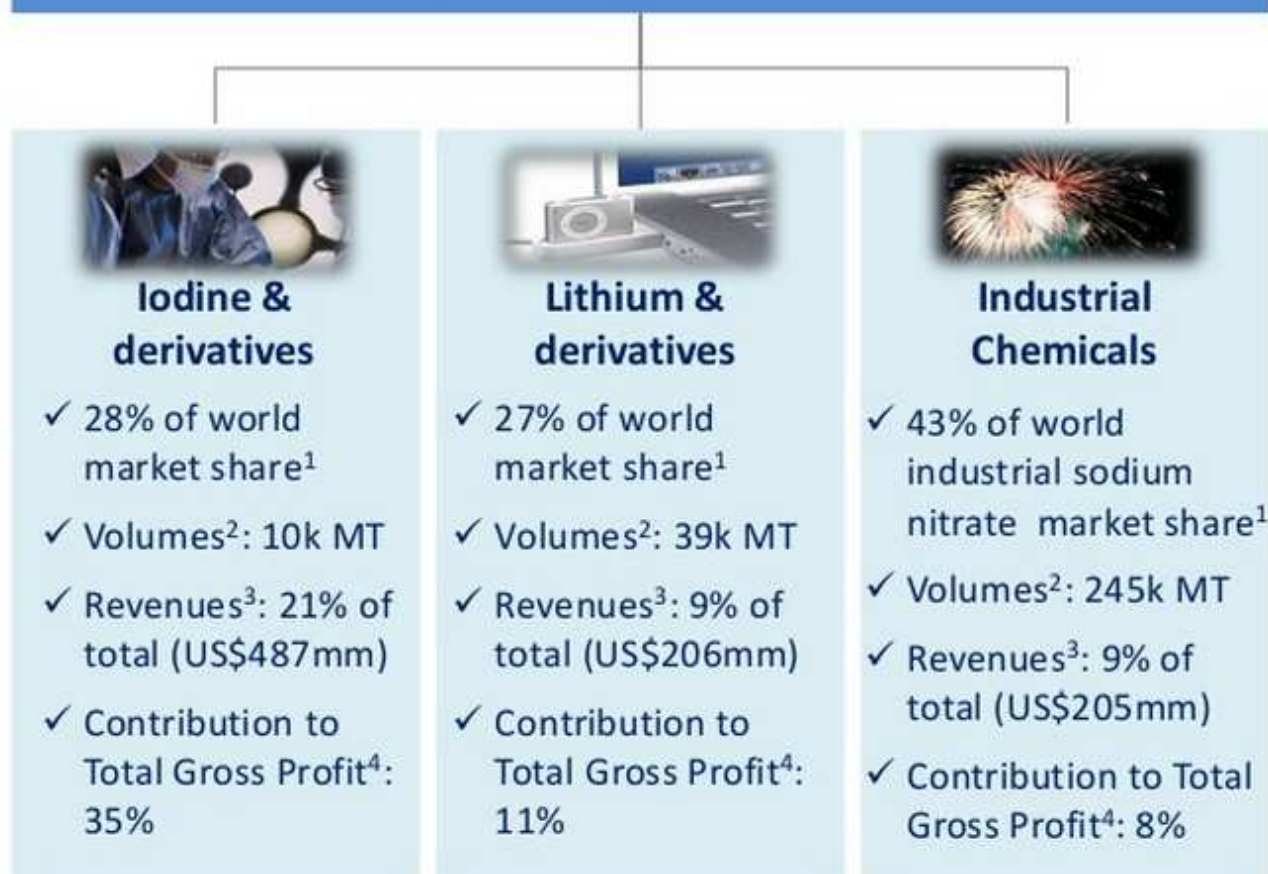 Iodine &
derivatives
✓ 28% of world
market share¹
✓ Volumes²: 10k MT
✓ Revenues³: 21% of
total (US$487mm)
✓ Contribution to
Total Gross Profit⁴:
35%
Lithium &
derivatives
✓ 27% of world
market share¹
✓ Volumes²: 39k MT
✓ Revenues³: 9% of
total (US$206mm)
✓ Contribution to
Total Gross Profit⁴:
11%
Industrial
Chemicals
✓ 43% of world
industrial sodium
nitrate market share¹
✓ Volumes²: 245k MT
✓ Revenues³: 9% of
total (US$205mm)
✓ Contribution to Total
Gross Profit⁴: 8%